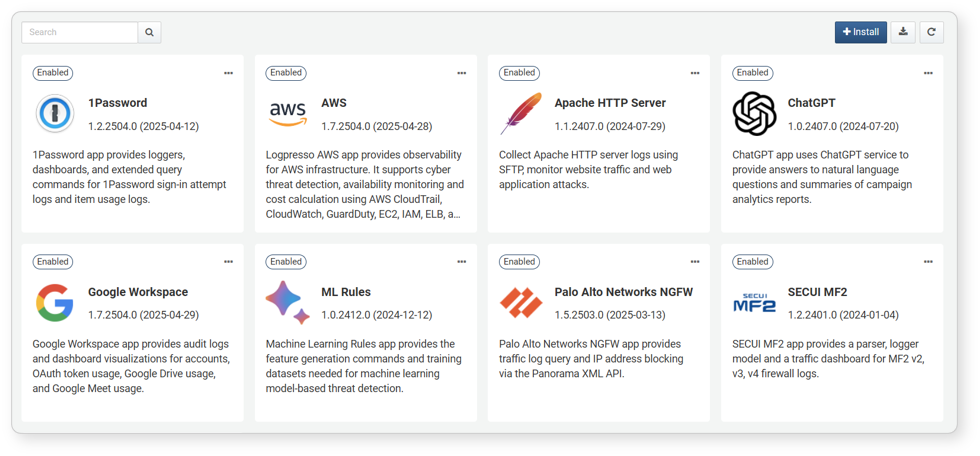 Search
Install
Enabled
1Password
1.2.2504.0 (2025-04-12)
1Password app provides loggers,
dashboards, and extended query
commands for 1Password sign-in attempt
logs and item usage logs.
Enabled
aws
AWS
1.7.2504.0 (2025-04-28)
Logpresso AWS app provides observability
for AWS infrastructure. It supports cyber
threat detection, availability monitoring and
cost calculation using AWS CloudTrail,
CloudWatch, GuardDuty, EC2, IAM, ELB, a...
Enabled
Apache HTTP Server
1.1.2407.0 (2024-07-29)
Collect Apache HTTP server logs using
SFTP, monitor website traffic and web
application attacks.
Enabled
ChatGPT
1.0.2407.0 (2024-07-20)
ChatGPT app uses ChatGPT service to
provide answers to natural language
questions and summaries of campaign
analytics reports.
Enabled
Google Workspace
1.7.2504.0 (2025-04-29)
Google Workspace app provides audit logs
and dashboard visualizations for accounts,
OAuth token usage, Google Drive usage,
and Google Meet usage.
Enabled
ML Rules
1.0.2412.0 (2024-12-12)
Machine Learning Rules app provides the
feature generation commands and training
datasets needed for machine learning
model-based threat detection.
Enabled
Palo Alto Networks NGFW
1.5.2503.0 (2025-03-13)
Palo Alto Networks NGFW app provides
traffic log query and IP address blocking
via the Panorama XML API.
Enabled
SECUI
MF2
SECUI MF2
1.2.2401.0 (2024-01-04)
SECUI MF2 app provides a parser, logger
model and a traffic dashboard for MF2 v2,
v3, v4 firewall logs.